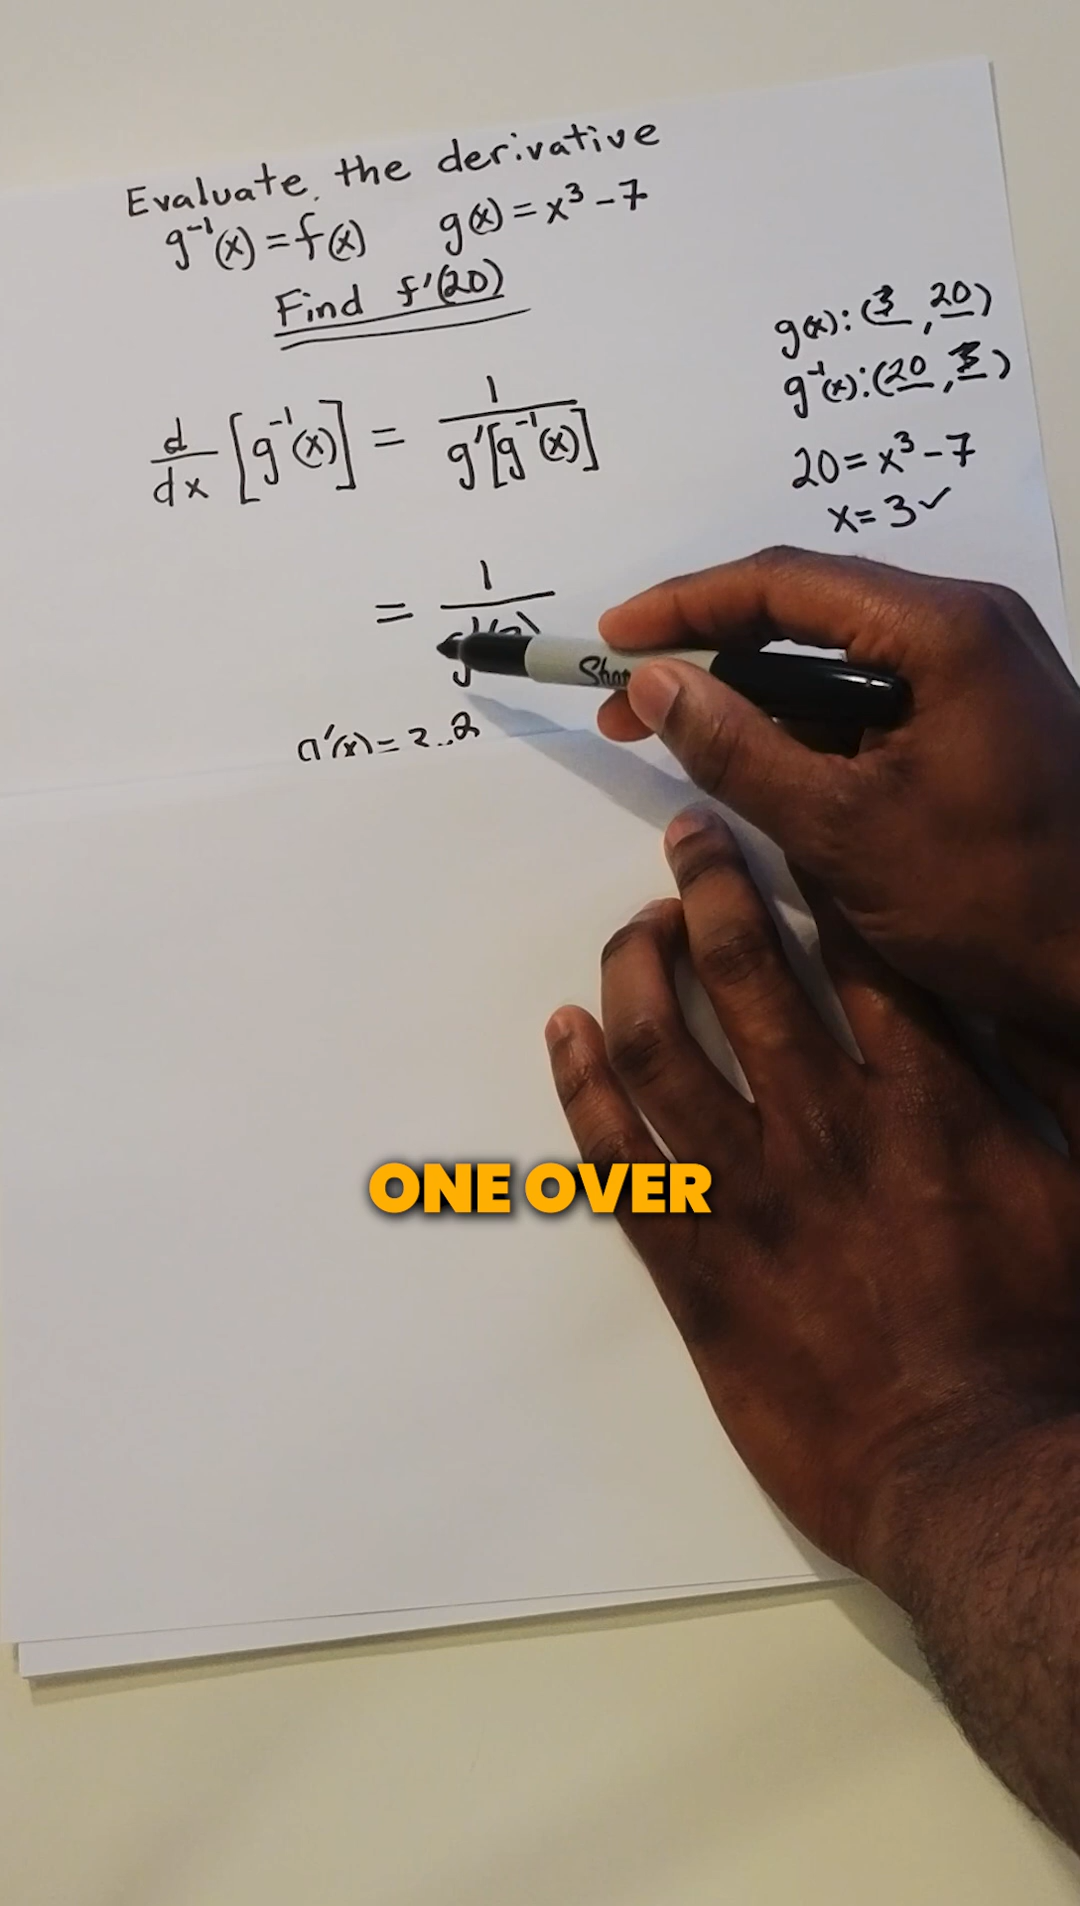 Evaluate the derivative
g⁻¹(x) = f(x) g(x) = x³ - 7
Find f'(20)
g(x): (3, 20)
g⁻¹(x): (20, 3)
20 = x³ - 7
x = 3 ✓
d/dx [g⁻¹(x)] = 1/g'[g⁻¹(x)]
= 1/g'(3)
'(x) =
ONE OVER